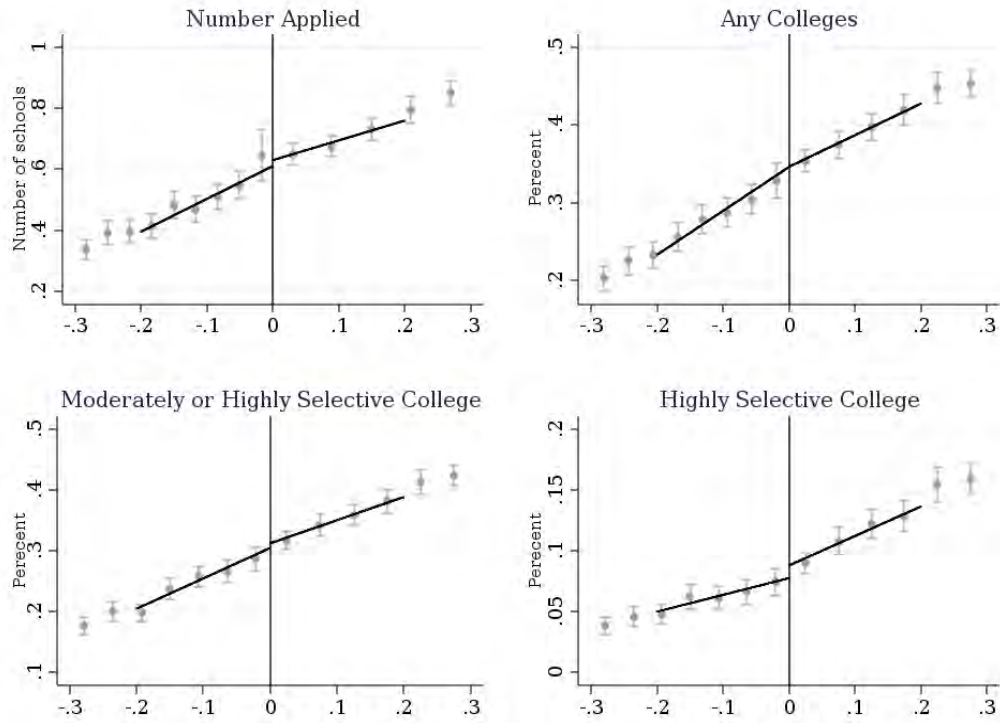 Number Applied
Number of schools
1
.8
.6
.4
.2
-.3 -.2 -.1 0 .1 .2 .3
Any Colleges
Perecent
.5
.4
.3
.2
-.3 -.2 -.1 0 .1 .2 .3
Moderately or Highly Selective College
Perecent
.5
.4
.3
.2
.1
-.3 -.2 -.1 0 .1 .2 .3
Highly Selective College
Perecent
.2
.15
.1
.05
0
-.3 -.2 -.1 0 .1 .2 .3